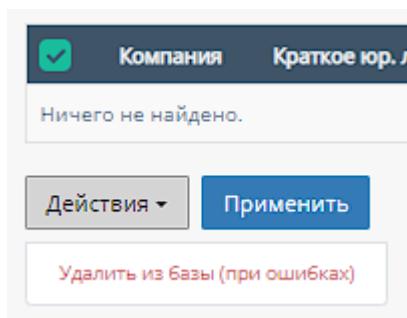 Компания Краткое юр. л
Ничего не найдено.
Действия Применить
Удалить из базы (при ошибках)